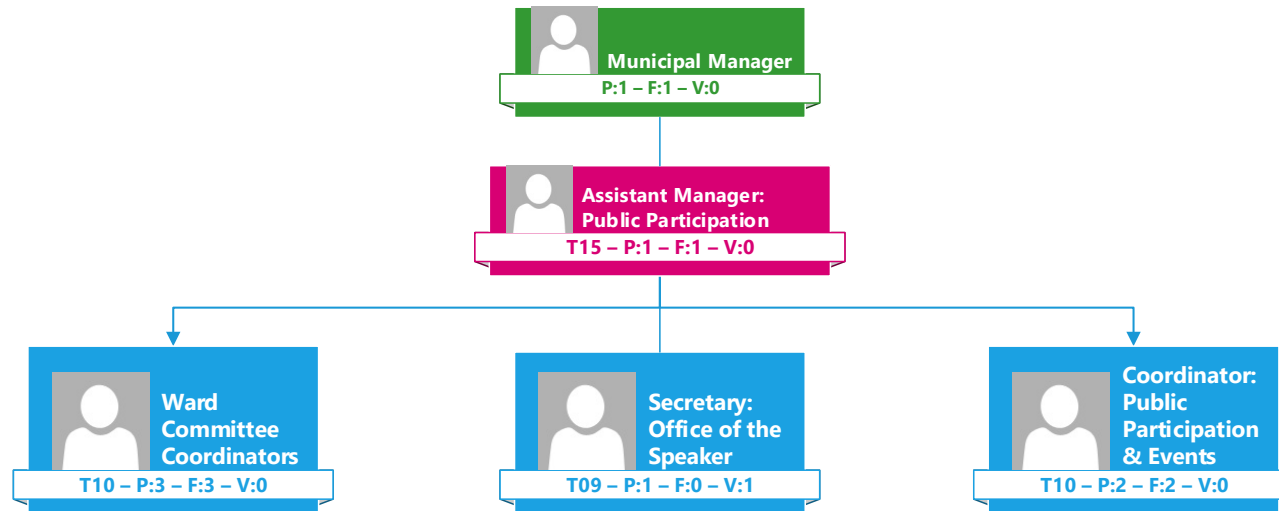 Municipal Manager
P:1 – F:1 – V:0
Assistant Manager:
Public Participation
T15 – P:1 – F:1 – V:0
Ward
Committee
Coordinators
T10 – P:3 – F:3 – V:0
Secretary:
Office of the
Speaker
T09 – P:1 – F:0 – V:1
Coordinator:
Public
Participation
& Events
T10 – P:2 – F:2 – V:0